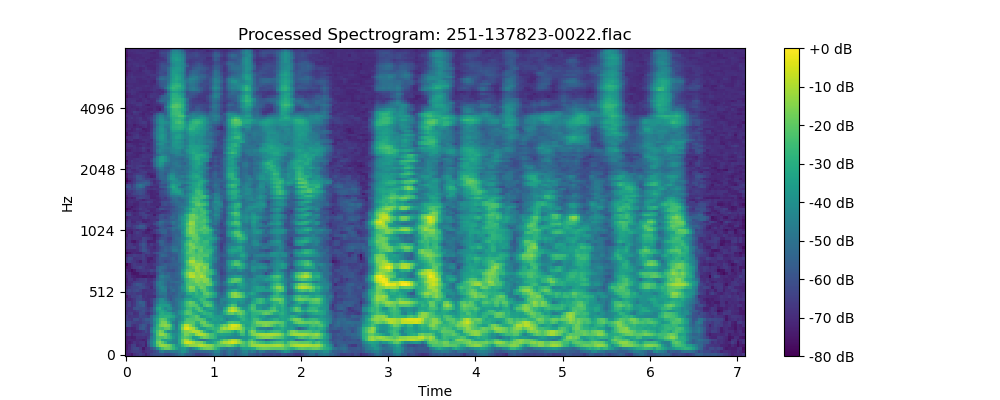 Processed Spectrogram: 251-137823-0022.flac
Hz
4096
2048
1024
512
0
0 1 2 3 4 5 6 7
Time
+0 dB
-10 dB
-20 dB
-30 dB
-40 dB
-50 dB
-60 dB
-70 dB
-80 dB